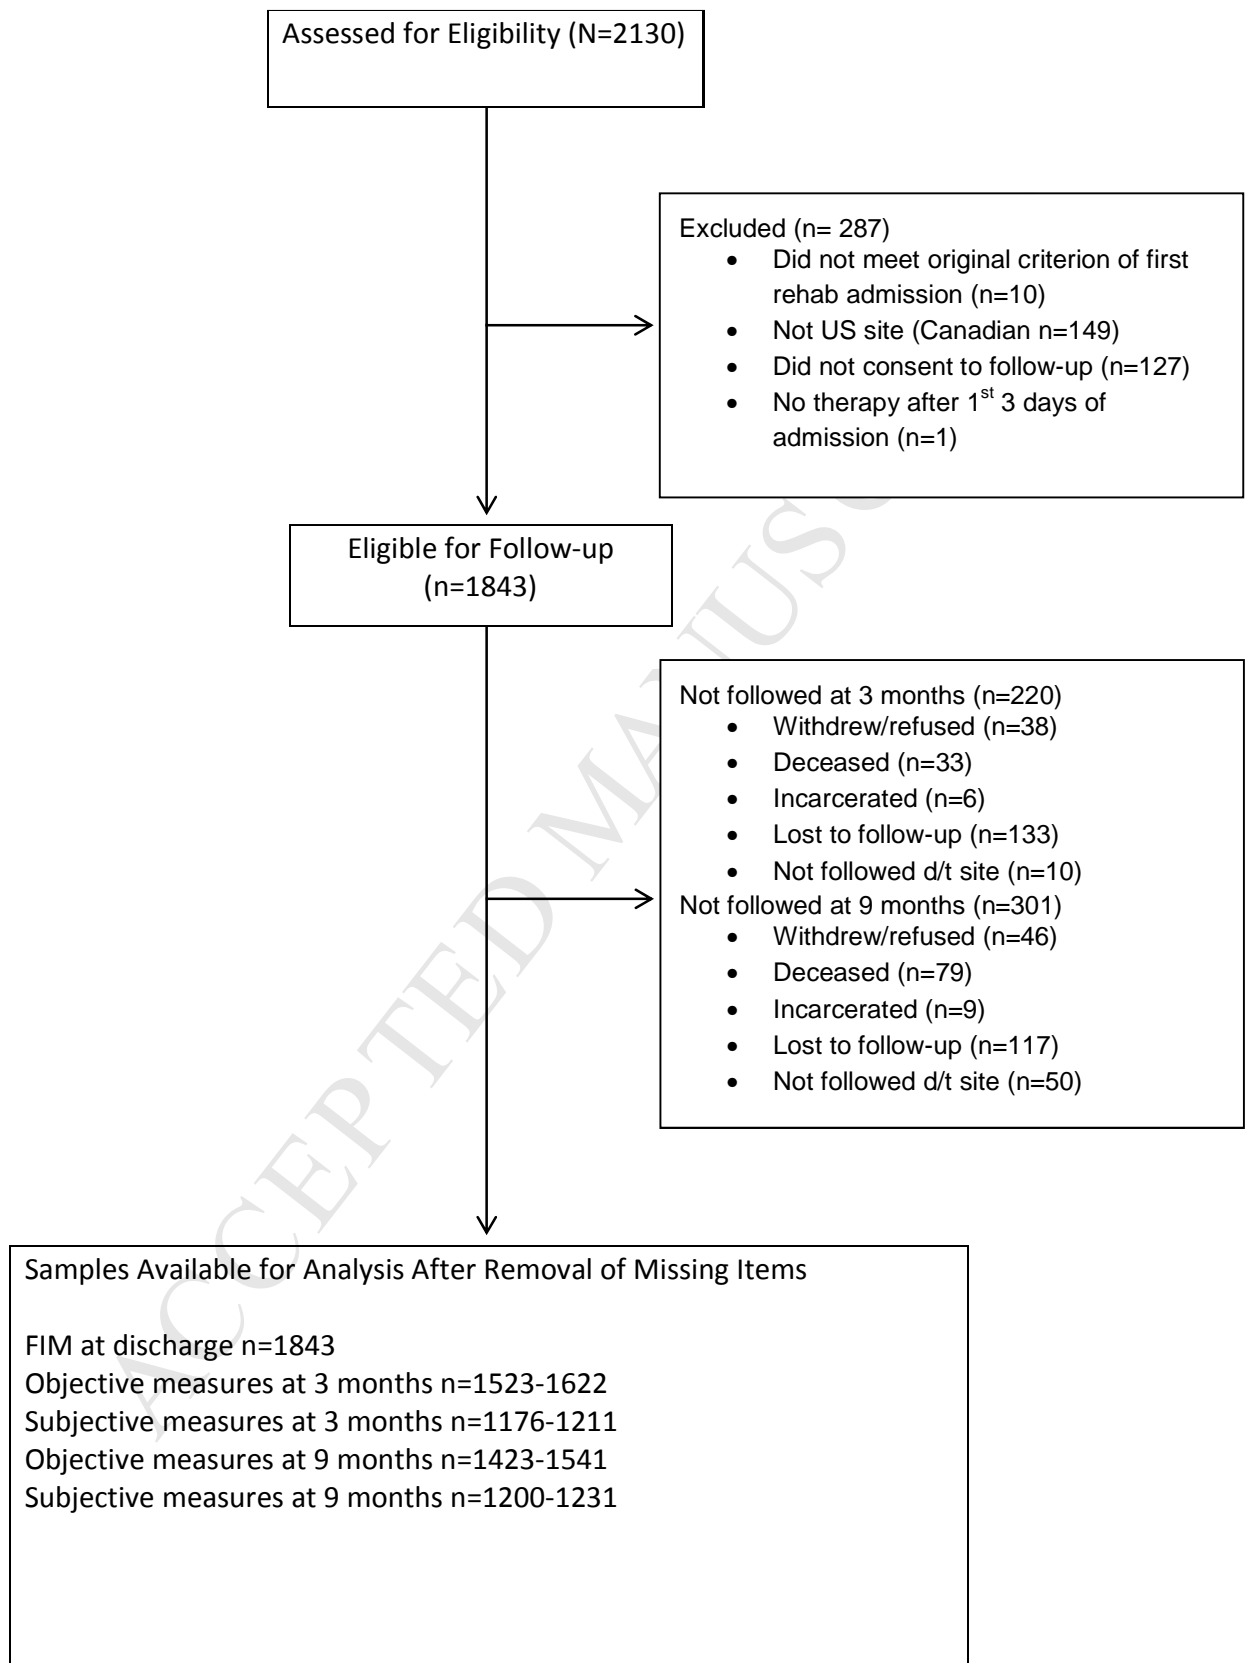 Assessed for Eligibility (N=2130)
Excluded (n= 287)
• Did not meet original criterion of first
rehab admission (n=10)
• Not US site (Canadian n=149)
• Did not consent to follow-up (n=127)
• No therapy after 1st 3 days of
admission (n=1)
Eligible for Follow-up
(n=1843)
Not followed at 3 months (n=220)
• Withdrew/refused (n=38)
• Deceased (n=33)
• Incarcerated (n=6)
• Lost to follow-up (n=133)
• Not followed d/t site (n=10)
Not followed at 9 months (n=301)
• Withdrew/refused (n=46)
• Deceased (n=79)
• Incarcerated (n=9)
• Lost to follow-up (n=117)
• Not followed d/t site (n=50)
Samples Available for Analysis After Removal of Missing Items
FIM at discharge n=1843
Objective measures at 3 months n=1523-1622
Subjective measures at 3 months n=1176-1211
Objective measures at 9 months n=1423-1541
Subjective measures at 9 months n=1200-1231
ACCEPTED